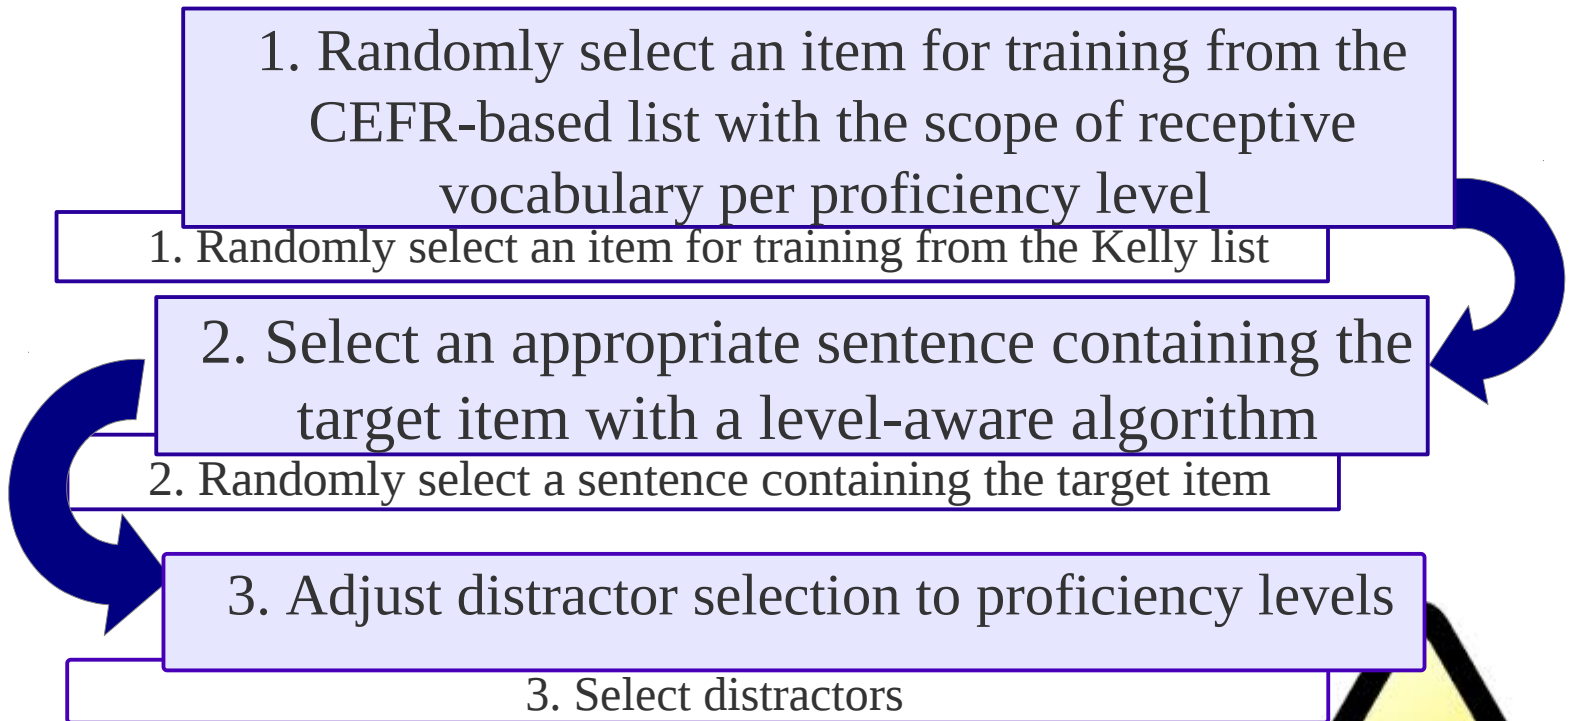 1. Randomly select an item for training from the
CEFR-based list with the scope of receptive
vocabulary per proficiency level
1. Randomly select an item for training from the Kelly list
2. Select an appropriate sentence containing the
target item with a level-aware algorithm
2. Randomly select a sentence containing the target item
3. Adjust distractor selection to proficiency levels
3. Select distractors